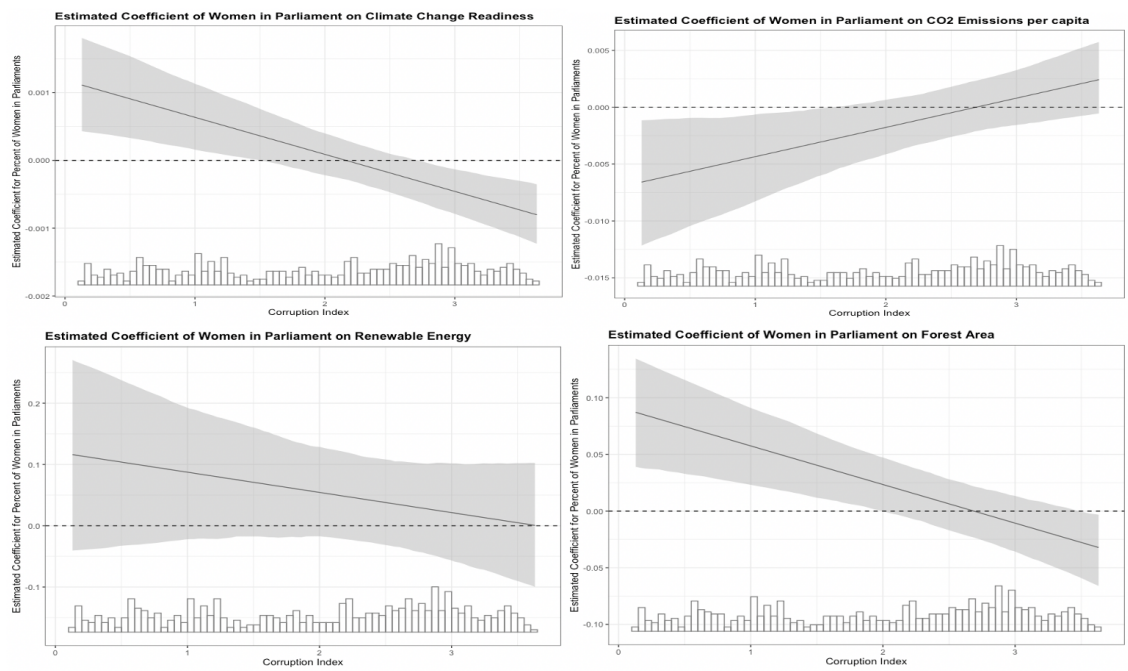 Estimated Coefficient of Women in Parliament on Climate Change Readiness
Estimated Coefficient for Percent of Women in Parliaments
0.001
0.000
-0.001
-0.002
0
1
2
3
Corruption Index
Estimated Coefficient of Women in Parliament on CO2 Emissions per capita
Estimated Coefficient for Percent of Women in Parliaments
0.005
0.000
-0.005
-0.010
-0.015
0
1
2
3
Corruption Index
Estimated Coefficient of Women in Parliament on Renewable Energy
Estimated Coefficient for Percent of Women in Parliaments
0.2
0.1
0.0
-0.1
0
1
2
3
Corruption Index
Estimated Coefficient of Women in Parliament on Forest Area
Estimated Coefficient for Percent of Women in Parliaments
0.10
0.05
0.00
-0.05
-0.10
0
1
2
3
Corruption Index